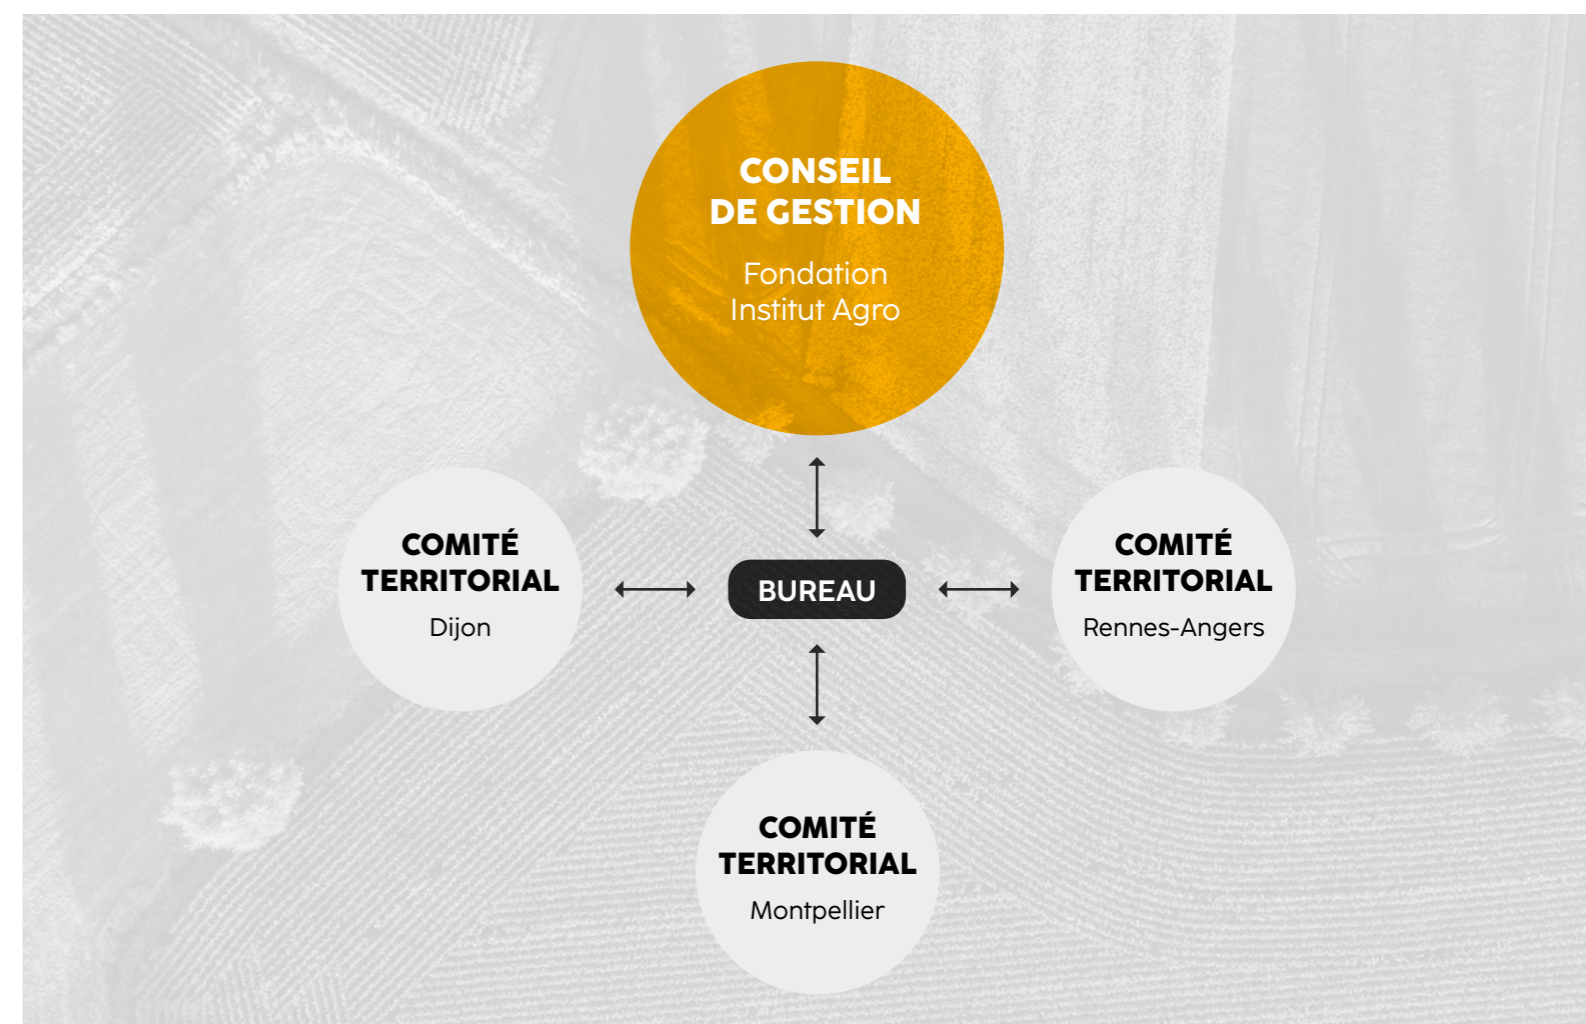 CONSEIL
DE GESTION
Fondation
Institut Agro
COMITÉ
TERRITORIAL
Dijon
BUREAU
COMITÉ
TERRITORIAL
Rennes-Angers
COMITÉ
TERRITORIAL
Montpellier